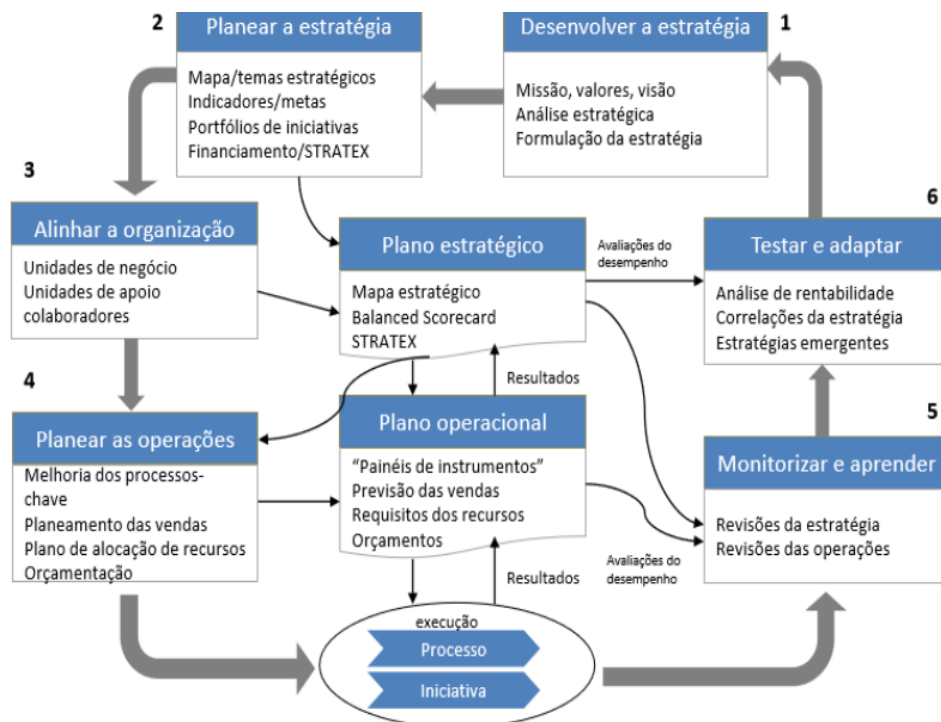 2
Planear a estratégia
Mapa/temas estratégicos
Indicadores/metas
Portfólios de iniciativas
Financiamento/STRATEX
Desenvolver a estratégia
1
Missão, valores, visão
Análise estratégica
Formulação da estratégia
3
Alinhar a organização
Unidades de negócio
Unidades de apoio
colaboradores
Plano estratégico
Mapa estratégico
Balanced Scorecard
STRATEX
Avaliações do
desempenho
6
Testar e adaptar
Análise de rentabilidade
Correlações da estratégia
Estratégias emergentes
Resultados
4
Planear as operações
Melhoria dos processos-
chave
Planeamento das vendas
Plano de alocação de recursos
Orçamentação
Plano operacional
“Painéis de instrumentos”
Previsão das vendas
Requisitos dos recursos
Orçamentos
5
Monitorizar e aprender
Revisões da estratégia
Revisões das operações
Avaliações do
desempenho
Resultados
execução
Processo
Iniciativa